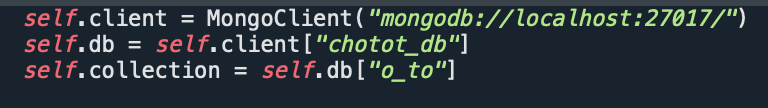 self.client = MongoClient("mongodb://localhost:27017/")
self.db = self.client["chotot_db"]
self.collection = self.db["o_to"]